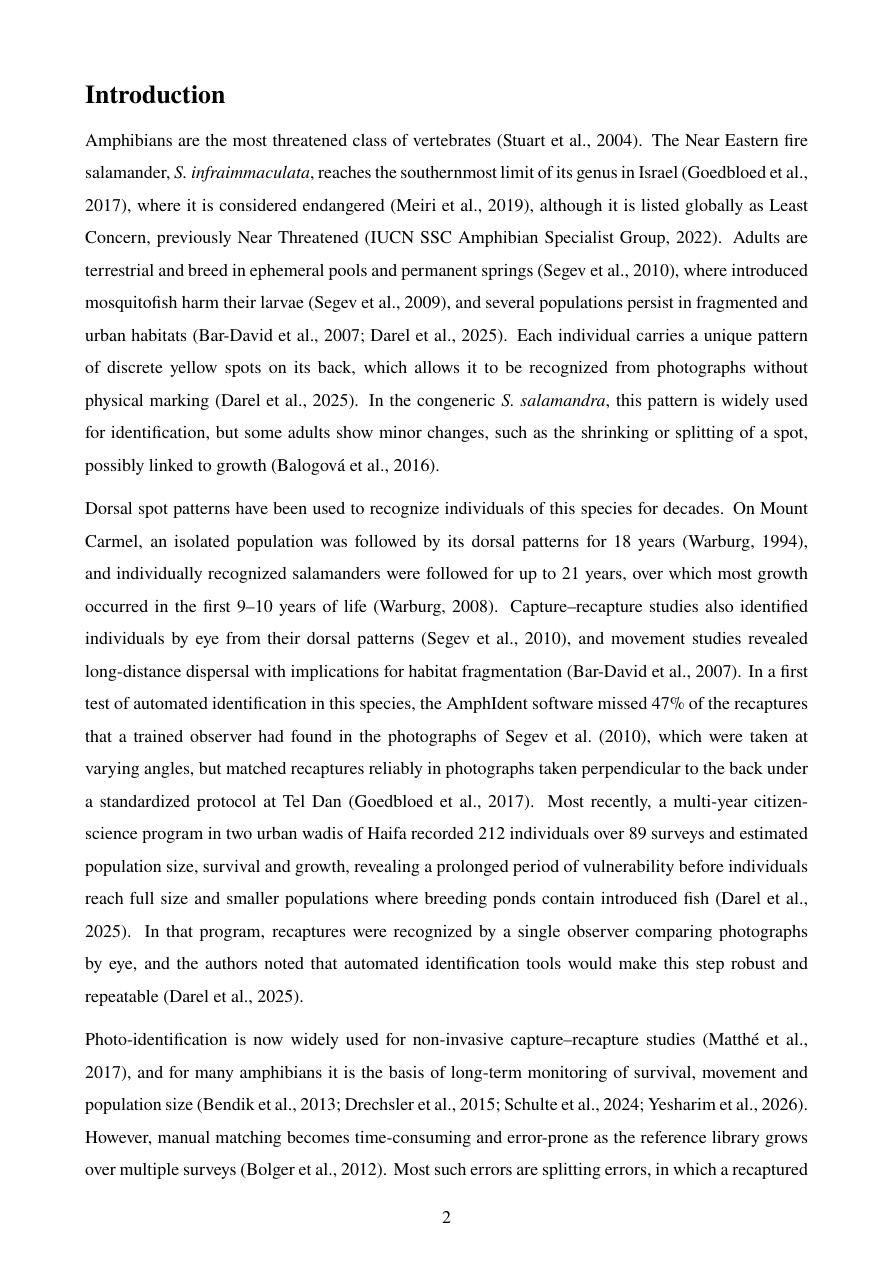 Introduction
Amphibians are the most threatened class of vertebrates (Stuart et al., 2004). The Near Eastern fire
salamander, S. infraimmaculata, reaches the southernmost limit of its genus in Israel (Goedbloed et al.,
2017), where it is considered endangered (Meiri et al., 2019), although it is listed globally as Least
Concern, previously Near Threatened (IUCN SSC Amphibian Specialist Group, 2022). Adults are
terrestrial and breed in ephemeral pools and permanent springs (Segev et al., 2010), where introduced
mosquitofish harm their larvae (Segev et al., 2009), and several populations persist in fragmented and
urban habitats (Bar-David et al., 2007; Darel et al., 2025). Each individual carries a unique pattern
of discrete yellow spots on its back, which allows it to be recognized from photographs without
physical marking (Darel et al., 2025). In the congeneric S. salamandra, this pattern is widely used
for identification, but some adults show minor changes, such as the shrinking or splitting of a spot,
possibly linked to growth (Balogová et al., 2016).
Dorsal spot patterns have been used to recognize individuals of this species for decades. On Mount
Carmel, an isolated population was followed by its dorsal patterns for 18 years (Warburg, 1994),
and individually recognized salamanders were followed for up to 21 years, over which most growth
occurred in the first 9–10 years of life (Warburg, 2008). Capture–recapture studies also identified
individuals by eye from their dorsal patterns (Segev et al., 2010), and movement studies revealed
long-distance dispersal with implications for habitat fragmentation (Bar-David et al., 2007). In a first
test of automated identification in this species, the AmphIdent software missed 47% of the recaptures
that a trained observer had found in the photographs of Segev et al. (2010), which were taken at
varying angles, but matched recaptures reliably in photographs taken perpendicular to the back under
a standardized protocol at Tel Dan (Goedbloed et al., 2017). Most recently, a multi-year citizen-
science program in two urban wadis of Haifa recorded 212 individuals over 89 surveys and estimated
population size, survival and growth, revealing a prolonged period of vulnerability before individuals
reach full size and smaller populations where breeding ponds contain introduced fish (Darel et al.,
2025). In that program, recaptures were recognized by a single observer comparing photographs
by eye, and the authors noted that automated identification tools would make this step robust and
repeatable (Darel et al., 2025).
Photo-identification is now widely used for non-invasive capture–recapture studies (Matthé et al.,
2017), and for many amphibians it is the basis of long-term monitoring of survival, movement and
population size (Bendik et al., 2013; Drechsler et al., 2015; Schulte et al., 2024; Yesharim et al., 2026).
However, manual matching becomes time-consuming and error-prone as the reference library grows
over multiple surveys (Bolger et al., 2012). Most such errors are splitting errors, in which a recaptured
2